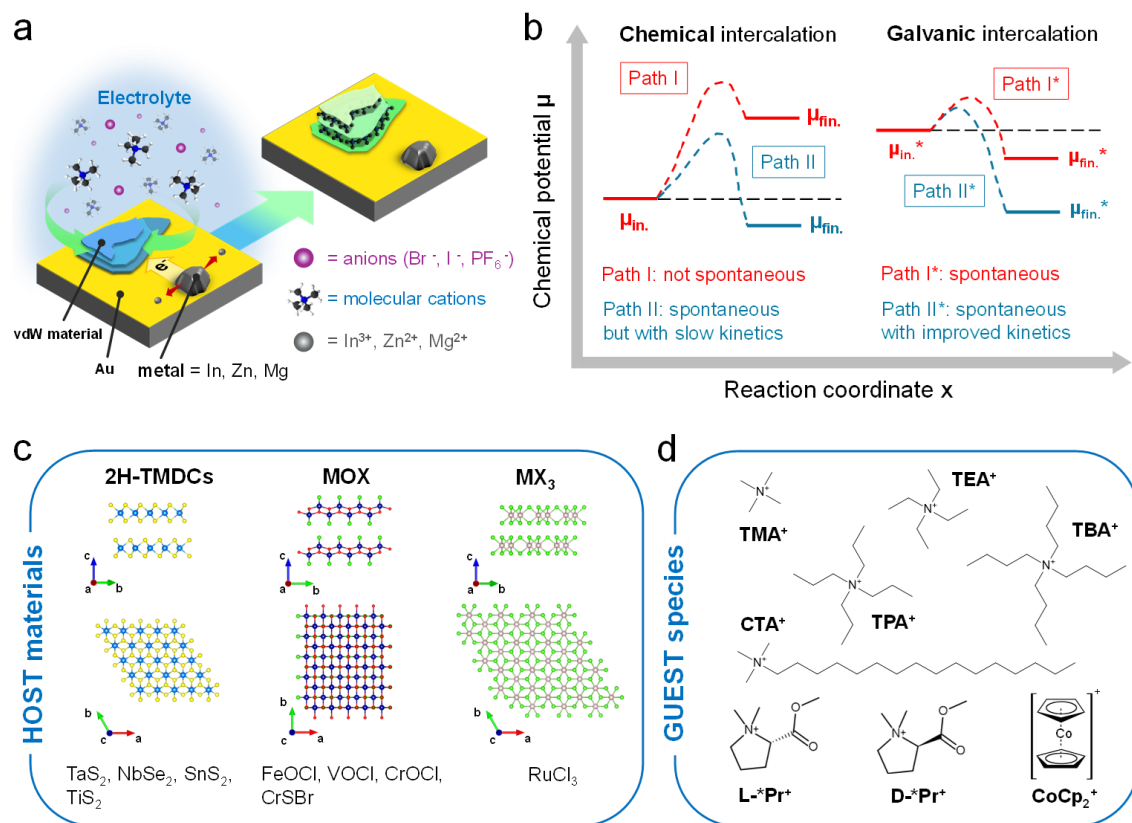 a
Electrolyte
e-
vdW material
Au
metal = In, Zn, Mg
= anions (Br⁻, I⁻, PF₆⁻)
= molecular cations
= In³⁺, Zn²⁺, Mg²⁺
b
Chemical potential μ
Chemical intercalation
Path I
μfin.
Path II
μin.
μfin.
Path I: not spontaneous
Path II: spontaneous
but with slow kinetics
Galvanic intercalation
Path I*
μin.*
μfin.*
Path II*
μfin.*
Path I*: spontaneous
Path II*: spontaneous
with improved kinetics
Reaction coordinate x
c
HOST materials
2H-TMDCs
c
a
b
b
c
a
TaS₂, NbSe₂, SnS₂,
TiS₂
MOX
c
a
b
b
c
a
FeOCl, VOCl, CrOCl,
CrSBr
MX₃
c
a
b
b
c
a
RuCl₃
d
GUEST species
N⁺
TMA⁺
TEA⁺
N⁺
TBA⁺
N⁺
N⁺
TPA⁺
CTA⁺
N⁺
N⁺
O
O
L-*Pr⁺
N⁺
O
O
D-*Pr⁺
Co
+
CoCp₂⁺